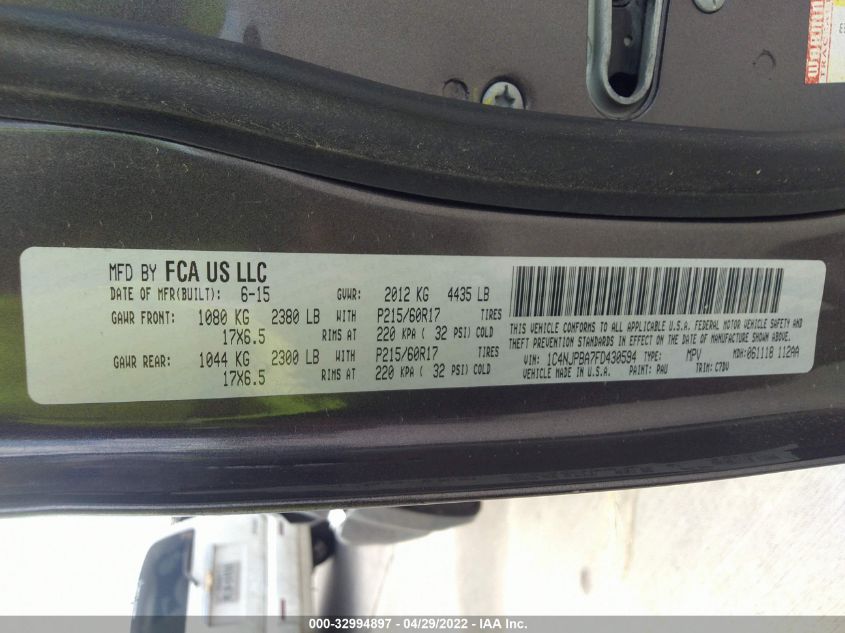 MFD BY FCA US LLC
DATE OF MFR(BUILT): 6-15 GVWR: 2012 KG 4435 LB
GAWR FRONT: 1080 KG 2380 LB WITH P215/60R17 TIRES
17X6.5 RIMS AT 220 KPA ( 32 PSI) COLD
GAWR REAR: 1044 KG 2300 LB WITH P215/60R17 TIRES
17X6.5 RIMS AT 220 KPA ( 32 PSI) COLD
THIS VEHICLE CONFORMS TO ALL APPLICABLE U.S.A. FEDERAL MOTOR VEHICLE SAFETY AND
THEFT PREVENTION STANDARDS IN EFFECT ON THE DATE OF MANUFACTURE SHOWN ABOVE.
VIN: 1C4NJPBA7FD430594 TYPE: MPV MDH: 061118 112AA
VEHICLE MADE IN U.S.A. PAINT: PAU TRIM: C7DV
000-32994897 - 04/29/2022 - IAA Inc.